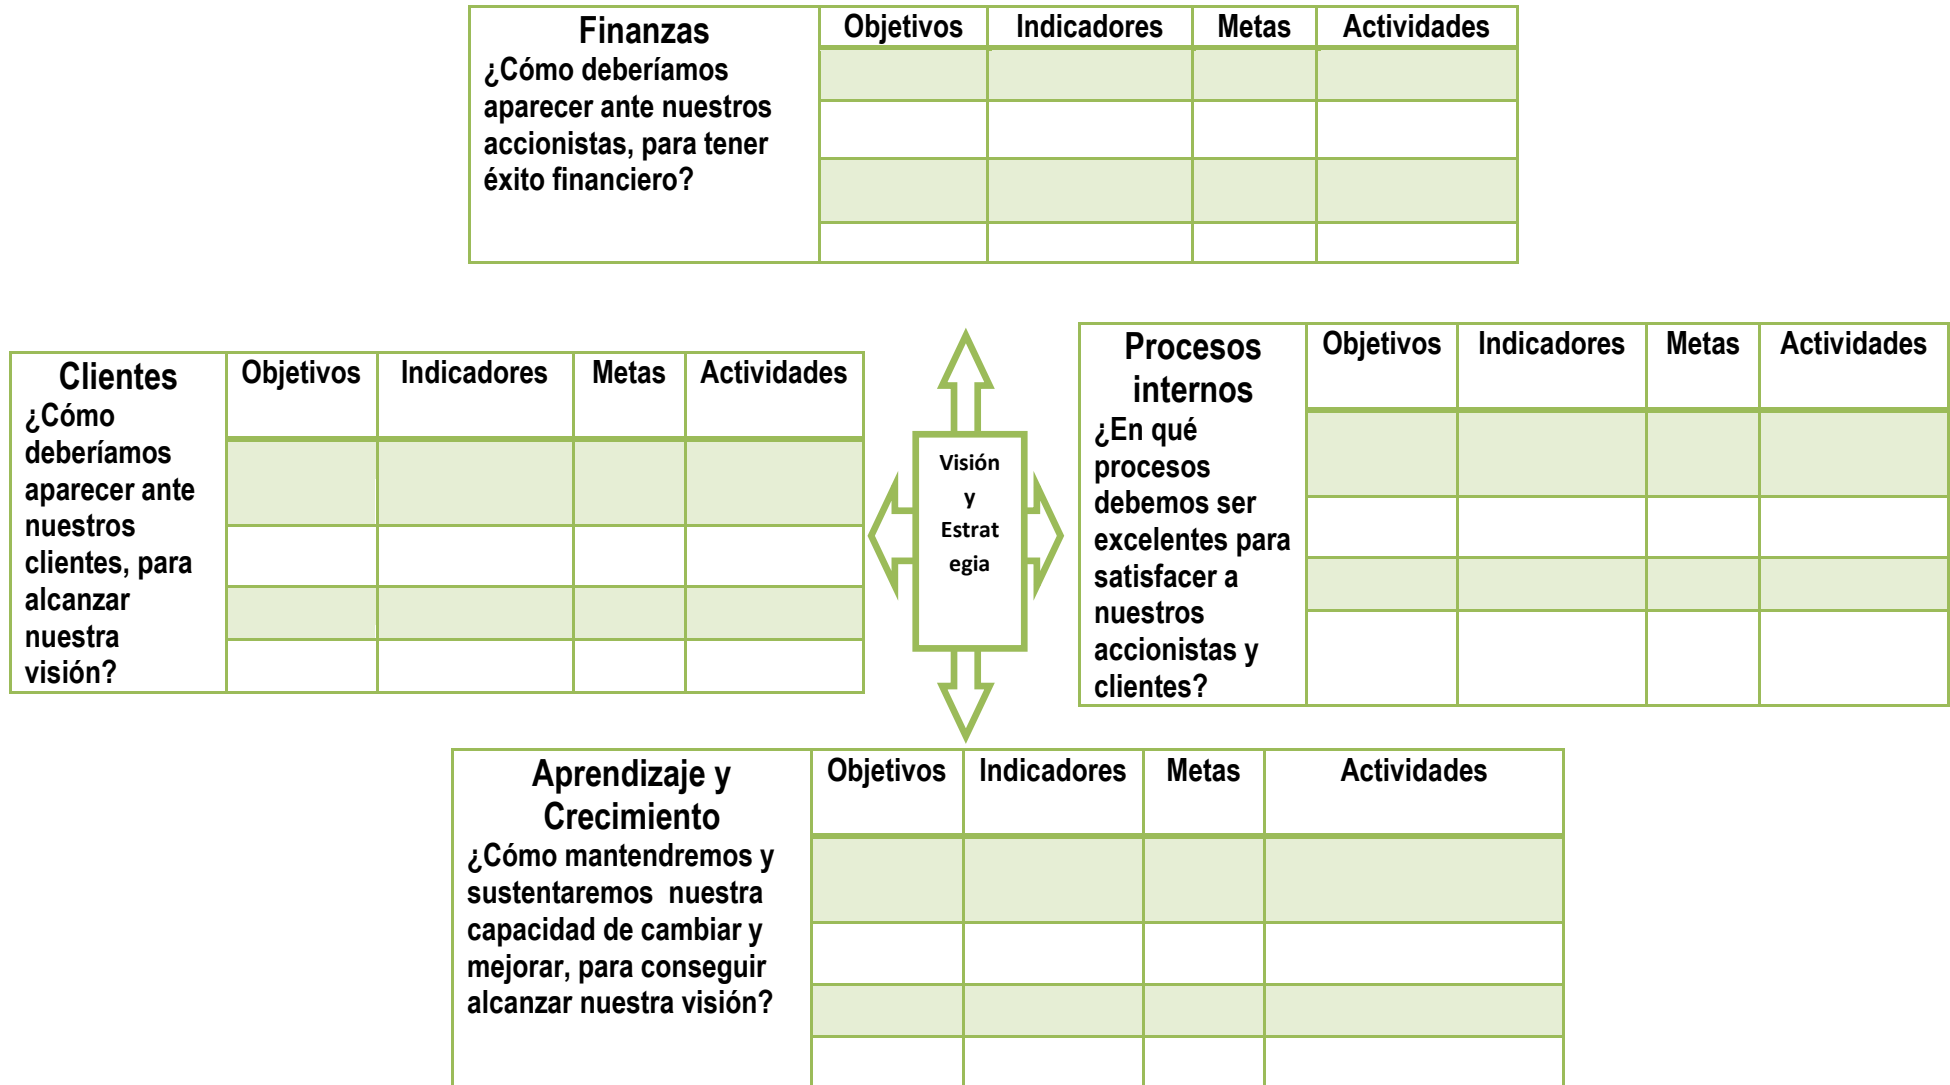 Finanzas
¿Cómo deberíamos
aparecer ante nuestros
accionistas, para tener
éxito financiero?
Objetivos Indicadores Metas Actividades
Clientes
¿Cómo
deberíamos
aparecer ante
nuestros
clientes, para
alcanzar
nuestra
visión?
Objetivos Indicadores Metas Actividades
Visión
y
Estrat
egia
Procesos
internos
¿En qué
procesos
debemos ser
excelentes para
satisfacer a
nuestros
accionistas y
clientes?
Objetivos Indicadores Metas Actividades
Aprendizaje y
Crecimiento
¿Cómo mantendremos y
sustentaremos nuestra
capacidad de cambiar y
mejorar, para conseguir
alcanzar nuestra visión?
Objetivos Indicadores Metas Actividades